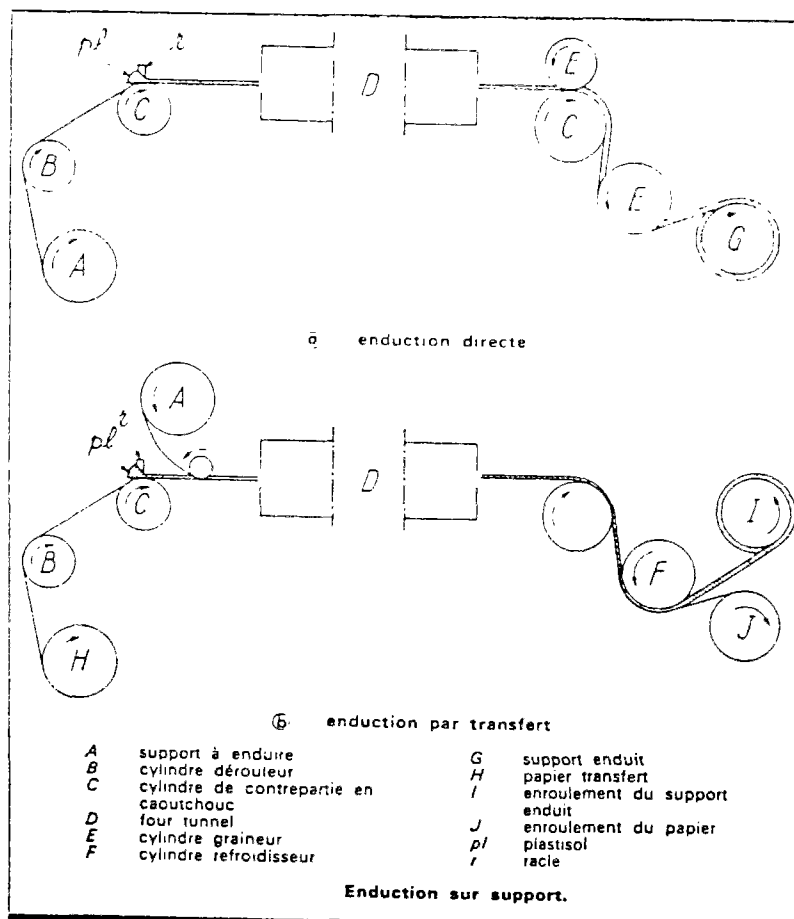 pl r
E
D
C
C
B
E
A
G
a enduction directe
A
pl r
D
C
I
B
F
J
H
b enduction par transfert
A support à enduire
B cylindre dérouleur
C cylindre de contrepartie en
caoutchouc
D four tunnel
E cylindre graineur
F cylindre refroidisseur
G support enduit
H papier transfert
I enroulement du support
enduit
J enroulement du papier
pl plastisol
r racle
Enduction sur support.